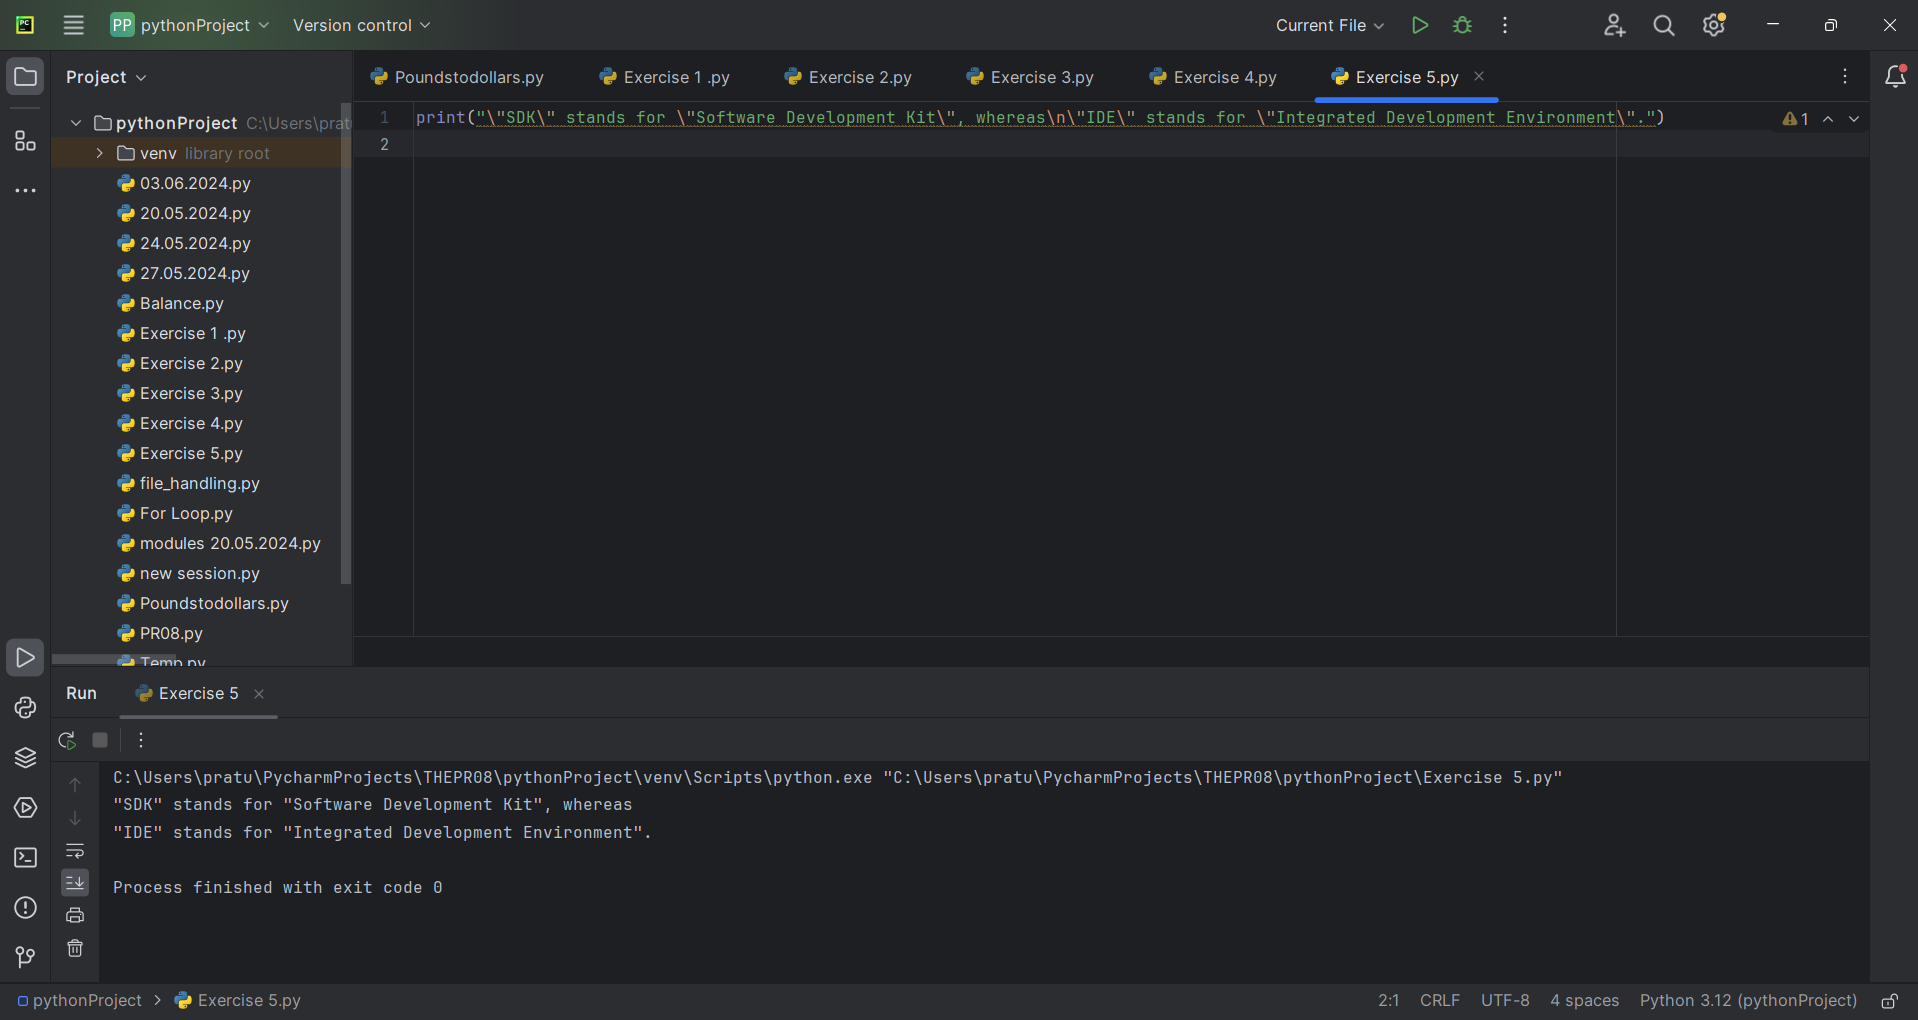 PC
PP pythonProject Version control Current File
Project Poundstodollars.py Exercise 1 .py Exercise 2.py Exercise 3.py Exercise 4.py Exercise 5.py
pythonProject C:\Users\prat
venv library root
03.06.2024.py
20.05.2024.py
24.05.2024.py
27.05.2024.py
Balance.py
Exercise 1 .py
Exercise 2.py
Exercise 3.py
Exercise 4.py
Exercise 5.py
file_handling.py
For Loop.py
modules 20.05.2024.py
new session.py
Poundstodollars.py
PR08.py
Temp.py
1 print("\"SDK\" stands for \"Software Development Kit\", whereas\n\"IDE\" stands for \"Integrated Development Environment\".") 1
2
Run Exercise 5
C:\Users\pratu\PycharmProjects\THEPR08\pythonProject\venv\Scripts\python.exe "C:\Users\pratu\PycharmProjects\THEPR08\pythonProject\Exercise 5.py"
"SDK" stands for "Software Development Kit", whereas
"IDE" stands for "Integrated Development Environment".
Process finished with exit code 0
pythonProject Exercise 5.py 2:1 CRLF UTF-8 4 spaces Python 3.12 (pythonProject)